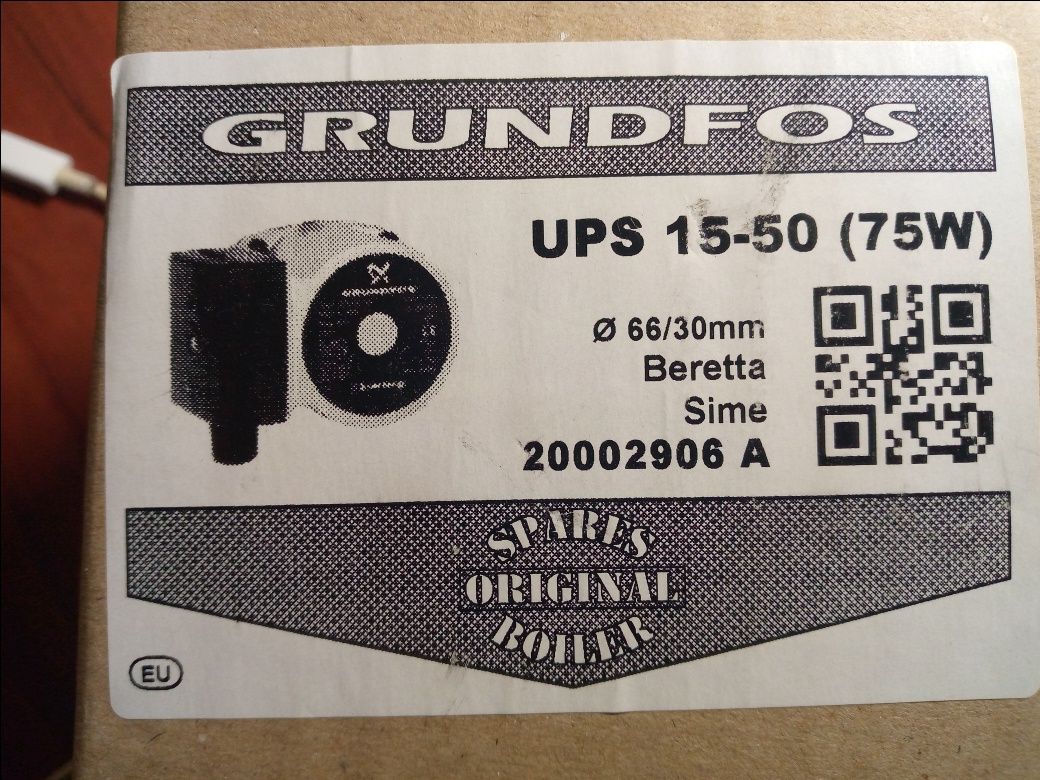 GRUNDFOS
UPS 15-50 (75W)
Ø 66/30mm
Beretta
Sime
20002906 A
SPARES
ORIGINAL
BOILER
EU